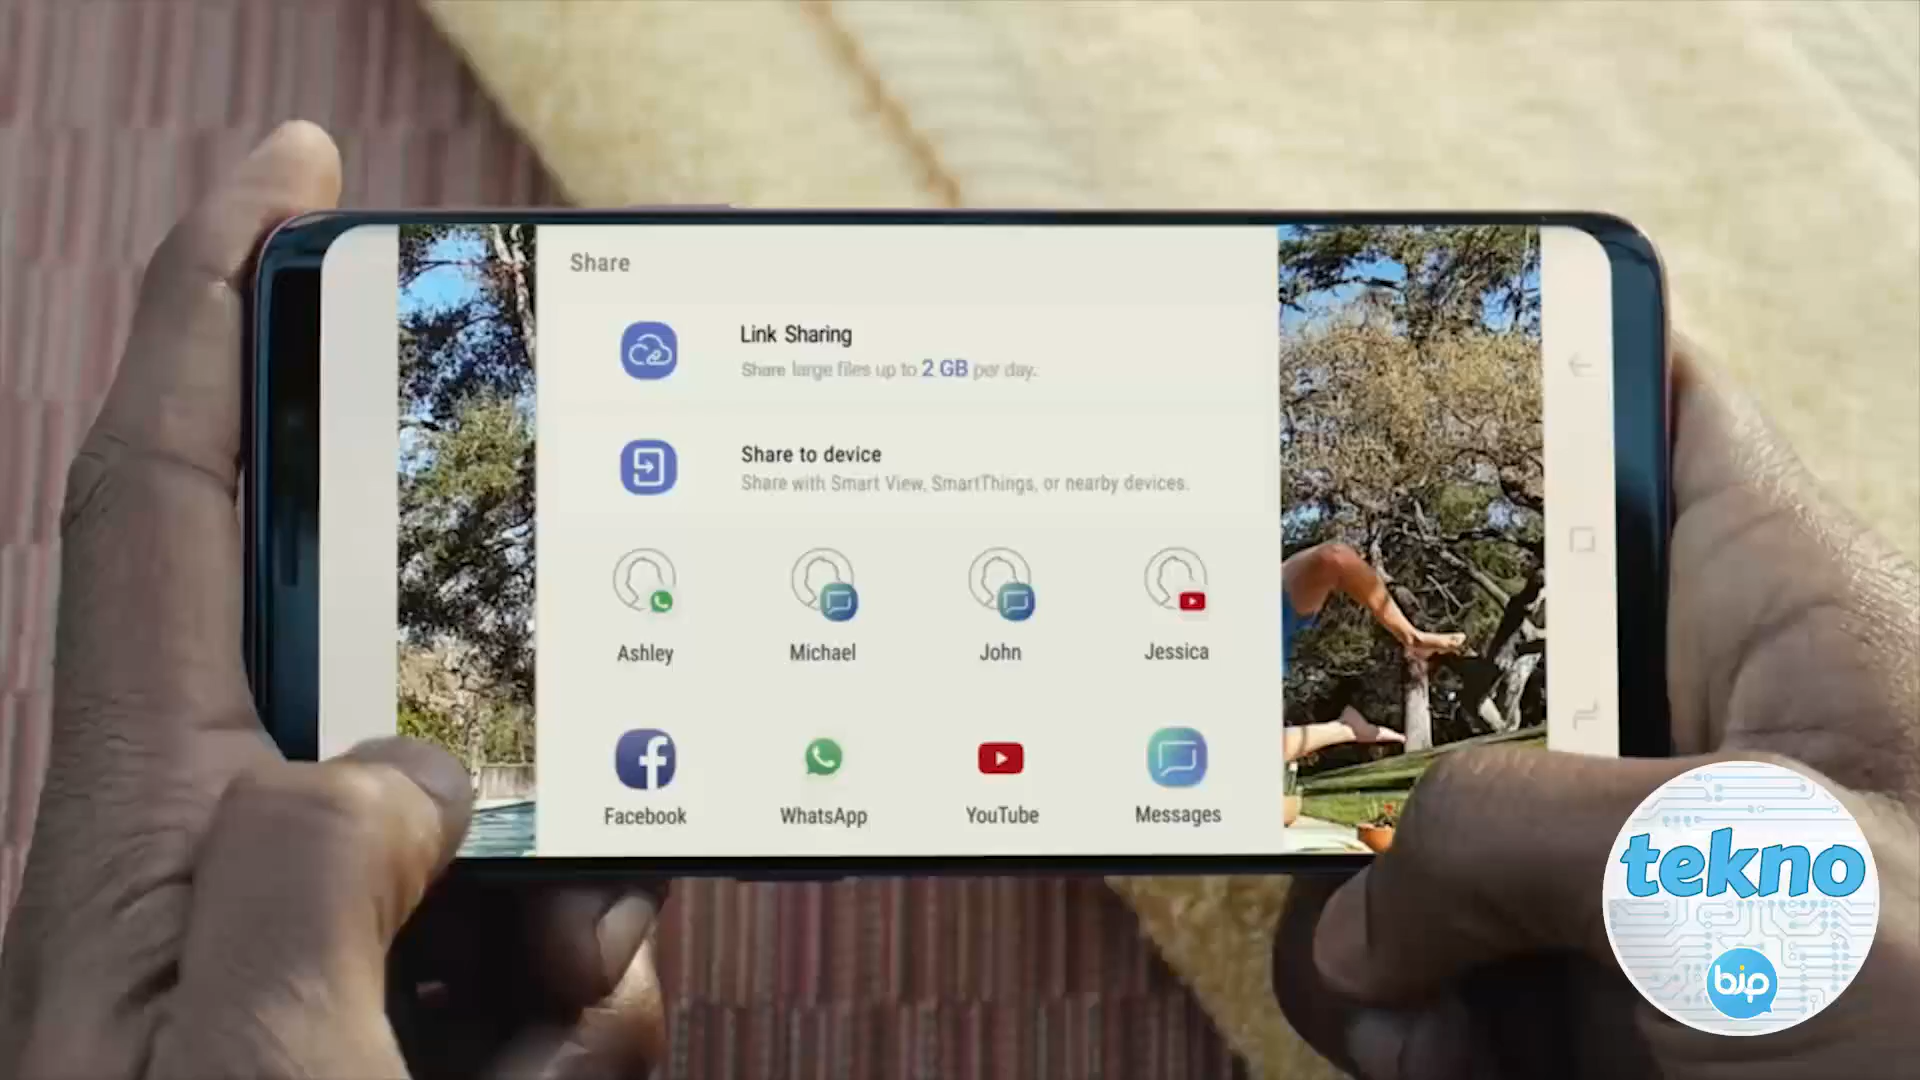 Share
Link Sharing
Share large files up to 2 GB per day.
Share to device
Share with Smart View, SmartThings, or nearby devices.
Ashley
Michael
John
Jessica
Facebook
WhatsApp
YouTube
Messages
tekno
bip